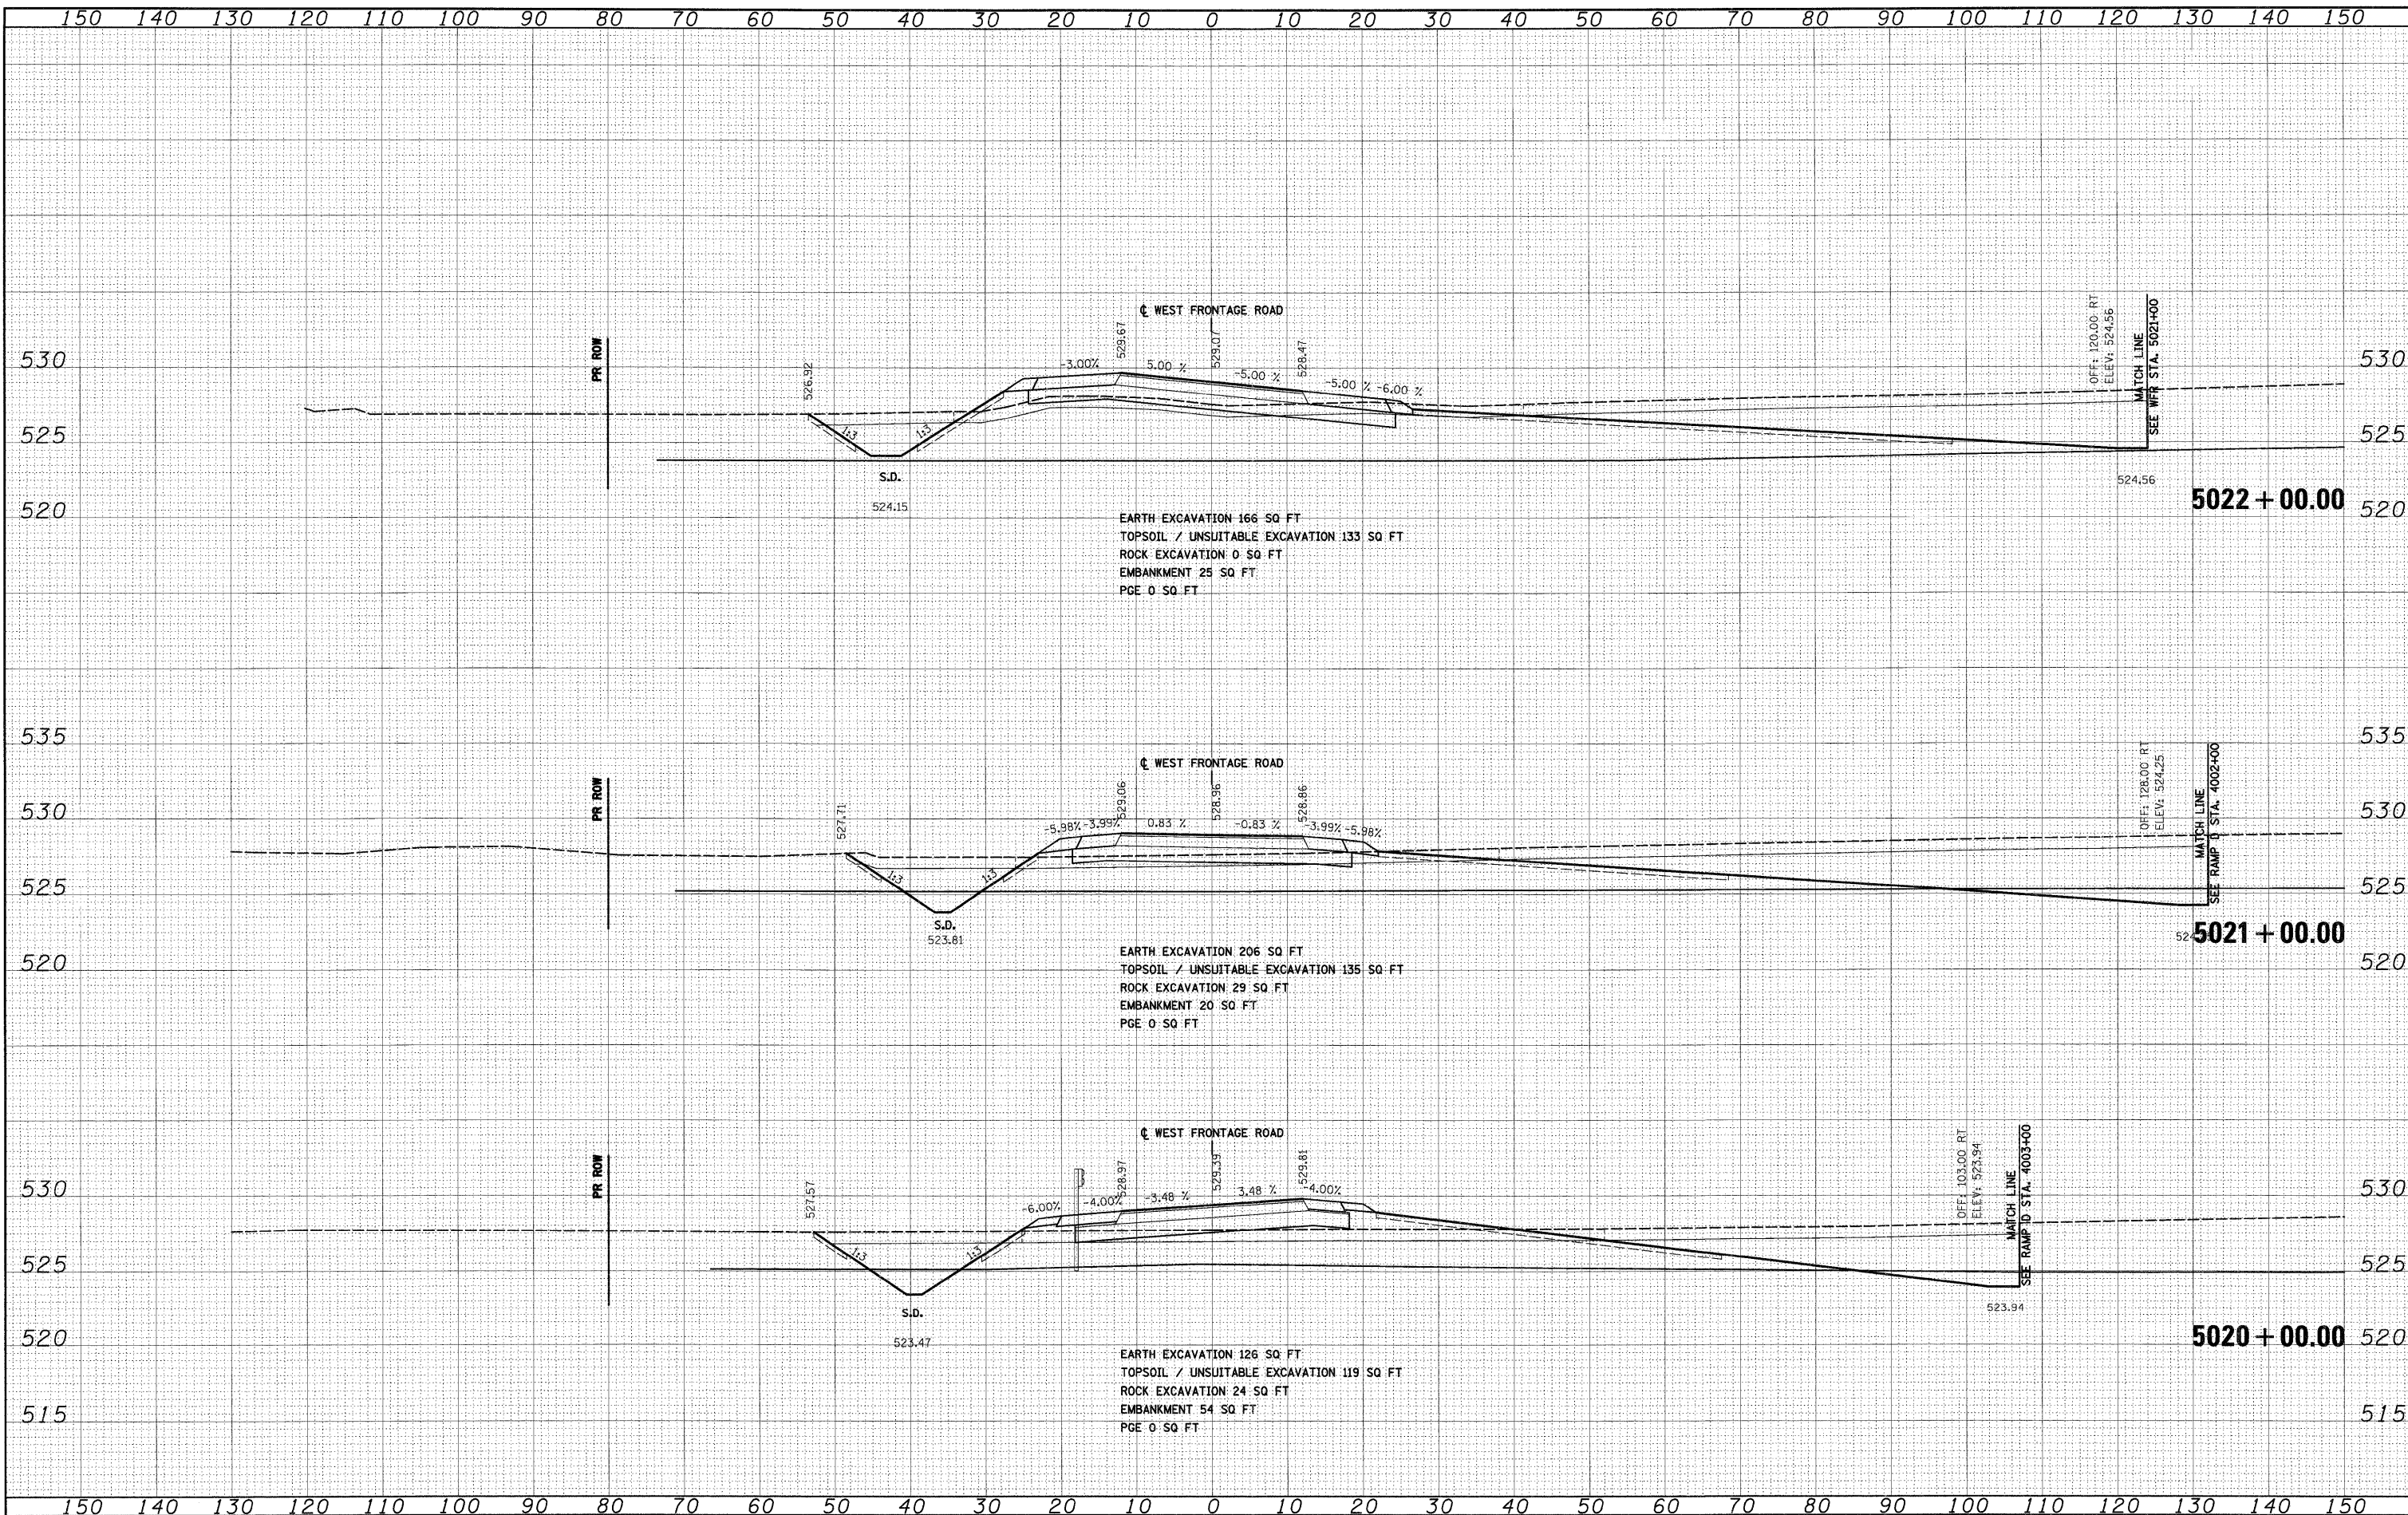 150 140 130 120 110 100 90 80 70 60 50 40 30 20 10 0 10 20 30 40 50 60 70 80 90 100 110 120 130 140 150
℄ WEST FRONTAGE ROAD
PR ROW
526.92
529.67
529.07
528.47
-3.00%
5.00 %
-5.00 %
-5.00 %
-6.00 %
OFF: 120.00 RT
ELEV: 524.56
MATCH LINE
SEE WFR STA. 5021+00
530 530
525 525
1:3
1:3
S.D.
524.15
524.56
5022+00.00
520 520
EARTH EXCAVATION 166 SQ FT
TOPSOIL / UNSUITABLE EXCAVATION 133 SQ FT
ROCK EXCAVATION 0 SQ FT
EMBANKMENT 25 SQ FT
PGE 0 SQ FT
535 535
℄ WEST FRONTAGE ROAD
PR ROW
527.71
529.06
528.96
528.86
-5.98%
-3.99%
0.83 %
-0.83 %
-3.99%
-5.98%
OFF: 128.00 RT
ELEV: 524.25
MATCH LINE
SEE RAMP D STA. 4002+00
530 530
525 525
1:3
1:3
S.D.
523.81
5021+00.00
520 520
EARTH EXCAVATION 206 SQ FT
TOPSOIL / UNSUITABLE EXCAVATION 135 SQ FT
ROCK EXCAVATION 29 SQ FT
EMBANKMENT 20 SQ FT
PGE 0 SQ FT
℄ WEST FRONTAGE ROAD
PR ROW
527.57
528.97
529.39
529.81
-6.00%
-4.00%
-3.48 %
3.48 %
-4.00%
OFF: 103.00 RT
ELEV: 523.94
MATCH LINE
SEE RAMP D STA. 4003+00
530 530
525 525
1:3
1:3
S.D.
523.47
523.94
5020+00.00
520 520
EARTH EXCAVATION 126 SQ FT
TOPSOIL / UNSUITABLE EXCAVATION 119 SQ FT
ROCK EXCAVATION 24 SQ FT
EMBANKMENT 54 SQ FT
PGE 0 SQ FT
515 515
150 140 130 120 110 100 90 80 70 60 50 40 30 20 10 0 10 20 30 40 50 60 70 80 90 100 110 120 130 140 150